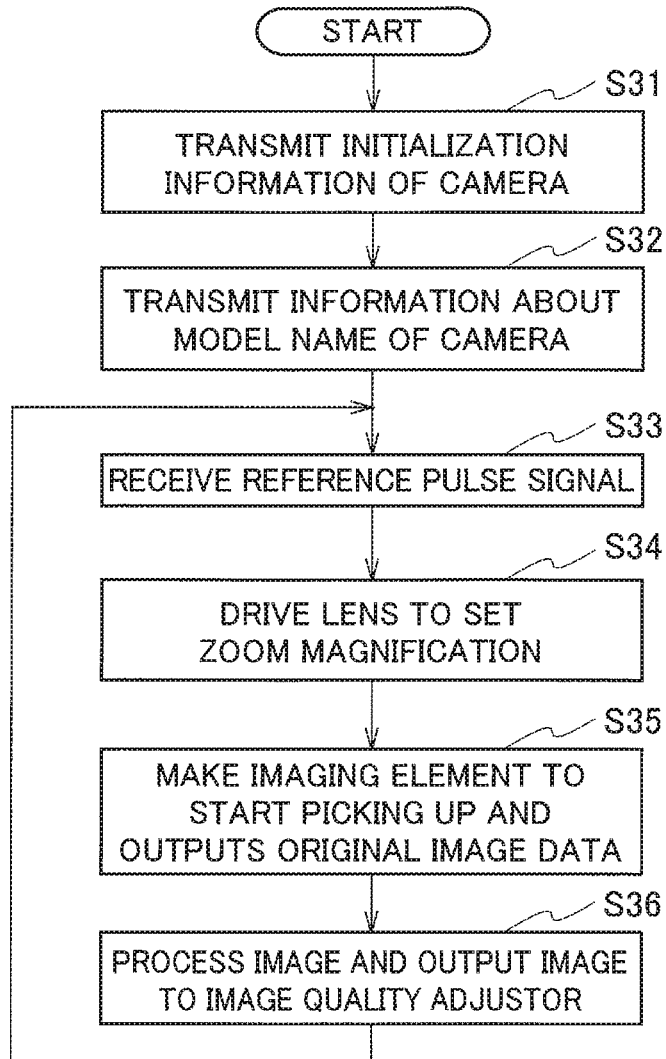 START
S31
TRANSMIT INITIALIZATION
INFORMATION OF CAMERA
S32
TRANSMIT INFORMATION ABOUT
MODEL NAME OF CAMERA
S33
RECEIVE REFERENCE PULSE SIGNAL
S34
DRIVE LENS TO SET
ZOOM MAGNIFICATION
S35
MAKE IMAGING ELEMENT TO
START PICKING UP AND
OUTPUTS ORIGINAL IMAGE DATA
S36
PROCESS IMAGE AND OUTPUT IMAGE
TO IMAGE QUALITY ADJUSTOR